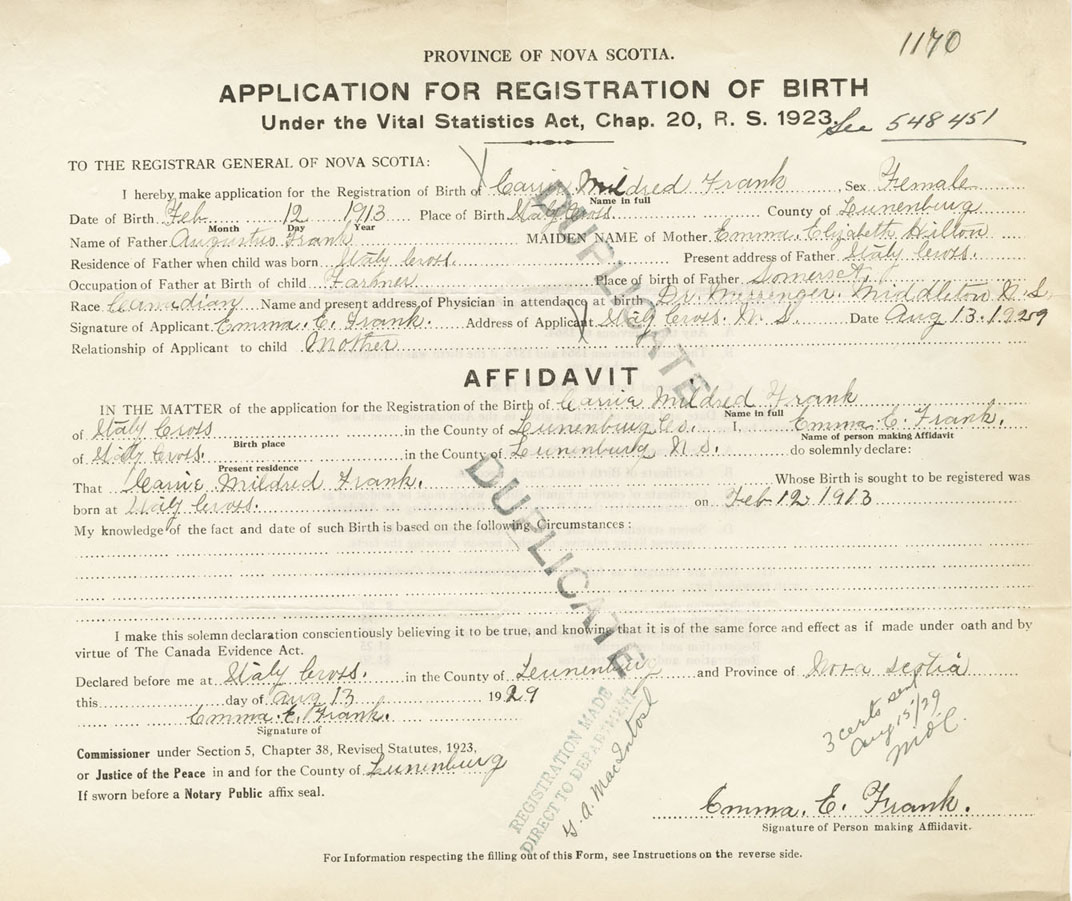 1170
PROVINCE OF NOVA SCOTIA.
APPLICATION FOR REGISTRATION OF BIRTH
Under the Vital Statistics Act, Chap. 20, R. S. 1923.
See 548451
TO THE REGISTRAR GENERAL OF NOVA SCOTIA:
I hereby make application for the Registration of Birth of Carrie Mildred Frank, Sex Female
Name in full
Date of Birth Feb 12 1913 Place of Birth Italy Cross County of Lunenburg
Month Day Year
Name of Father Augustus Frank MAIDEN NAME of Mother Emma Elizabeth
Residence of Father when child was born Italy Cross. Present address of Father Italy Cross.
Occupation of Father at Birth of child Place of birth of Father Somerset
Race Canadian Name and present address of Physician in attendance at birth Dr. Messenger. Middleton N.S.
Signature of Applicant Emma. E. Frank. Address of Applicant Italy Cross. N S. Date Aug 13. 1929
Relationship of Applicant to child Mother
DUPLICATE
AFFIDAVIT
IN THE MATTER of the application for the Registration of the Birth of Carrie Mildred Frank
Name in full
of Italy Cross in the County of Lunenburg Co. I, Emma. E. Frank.
Birth place Name of person making Affidavit
of Italy Cross. in the County of Lunenburg N S. do solemnly declare:
Present residence
That Carrie Mildred Frank. Whose Birth is sought to be registered was
born at Italy Cross. on Feb 12 1913
My knowledge of the fact and date of such Birth is based on the following Circumstances:
DUPLICATE
I make this solemn declaration conscientiously believing it to be true, and knowing that it is of the same force and effect as if made under oath and by
virtue of The Canada Evidence Act.
Declared before me at Italy Cross. in the County of Lunenburg and Province of Nova Scotia
this day of Aug 13 1929
Emma. E. Frank.
Signature of
3 certs sent
Aug 15/29
Commissioner under Section 5, Chapter 38, Revised Statutes, 1923,
or Justice of the Peace in and for the County of Lunenburg
If sworn before a Notary Public affix seal.
REGISTRATION MADE
DIRECT TO DEPARTMENT
G. A. MacIntosh
Emma. E. Frank.
Signature of Person making Affidavit.
For Information respecting the filling out of this Form, see Instructions on the reverse side.